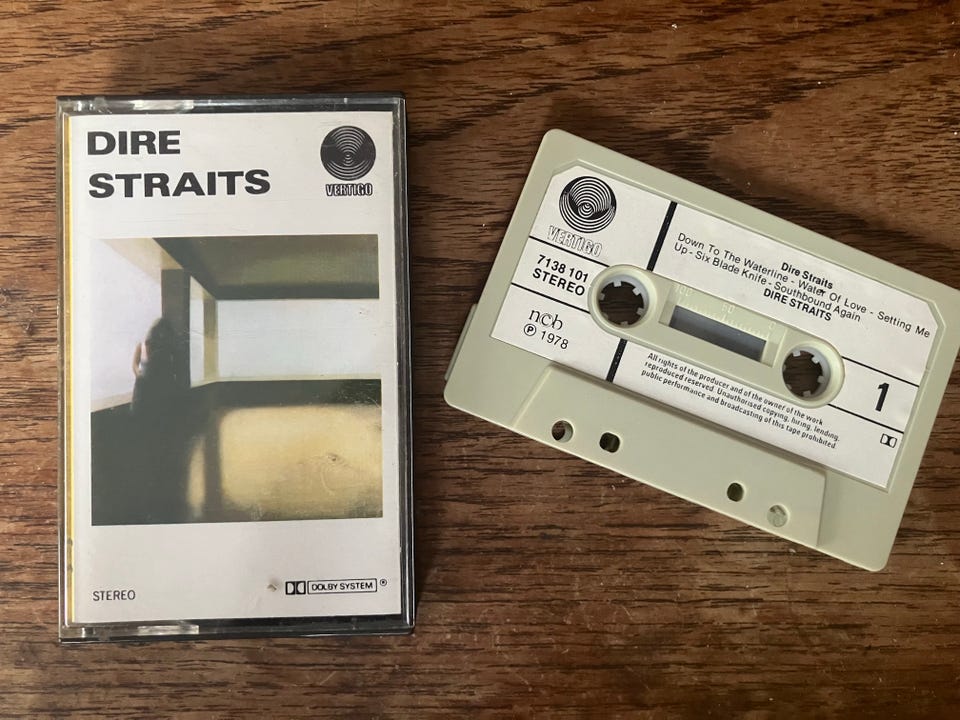 DIRE
STRAITS
VERTIGO
STEREO
DOLBY SYSTEM ®
VERTIGO
7138 101
STEREO
ncb
℗ 1978
Dire Straits
Down To The Waterline - Water Of Love - Setting Me
Up - Six Blade Knife - Southbound Again
DIRE STRAITS
100 50 0
All rights of the producer and of the owner of the work
reproduced reserved. Unauthorised copying, hiring, lending,
public performance and broadcasting of this tape prohibited.
1